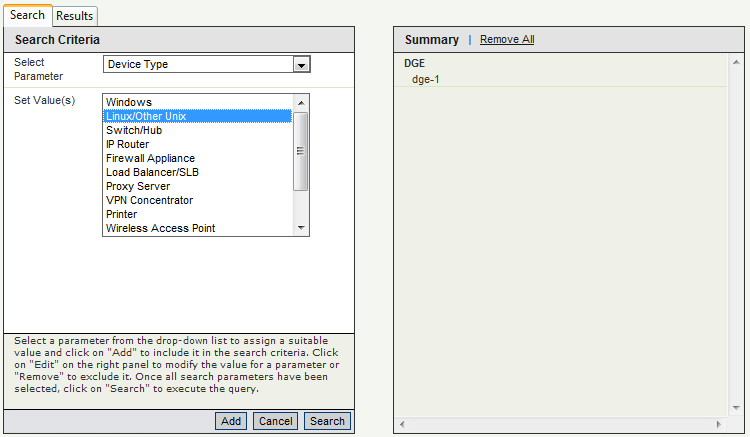 Search Results
Search Criteria
Select Parameter
Device Type
Set Value(s)
Windows
Linux/Other Unix
Switch/Hub
IP Router
Firewall Appliance
Load Balancer/SLB
Proxy Server
VPN Concentrator
Printer
Wireless Access Point
Select a parameter from the drop-down list to assign a suitable
value and click on "Add" to include it in the search criteria. Click
on "Edit" on the right panel to modify the value for a parameter or
"Remove" to exclude it. Once all search parameters have been
selected, click on "Search" to execute the query.
Add Cancel Search
Summary | Remove All
DGE
dge-1